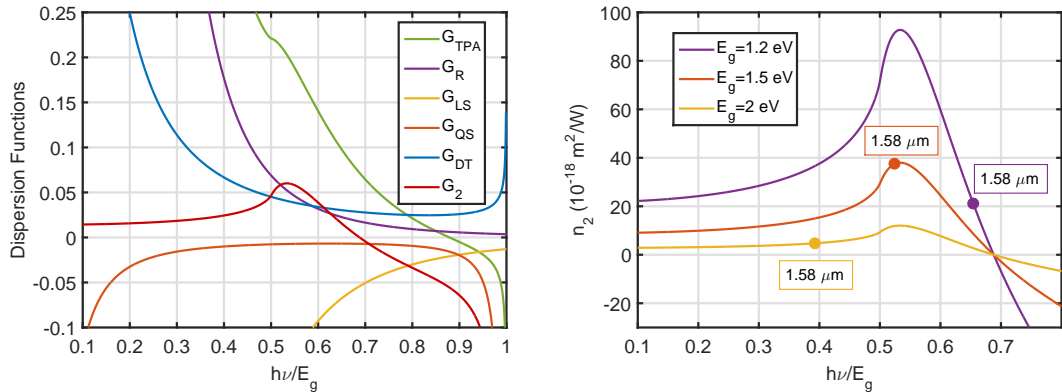 0.25
0.2
0.15
0.1
0.05
0
-0.05
-0.1
Dispersion Functions
0.1 0.2 0.3 0.4 0.5 0.6 0.7 0.8 0.9 1
hν/E_g
G_TPA
G_R
G_LS
G_QS
G_DT
G_2
100
80
60
40
20
0
-20
n_2 (10^-18 m^2/W)
0.1 0.2 0.3 0.4 0.5 0.6 0.7 0.8
hν/E_g
E_g=1.2 eV
E_g=1.5 eV
E_g=2 eV
1.58 μm
1.58 μm
1.58 μm